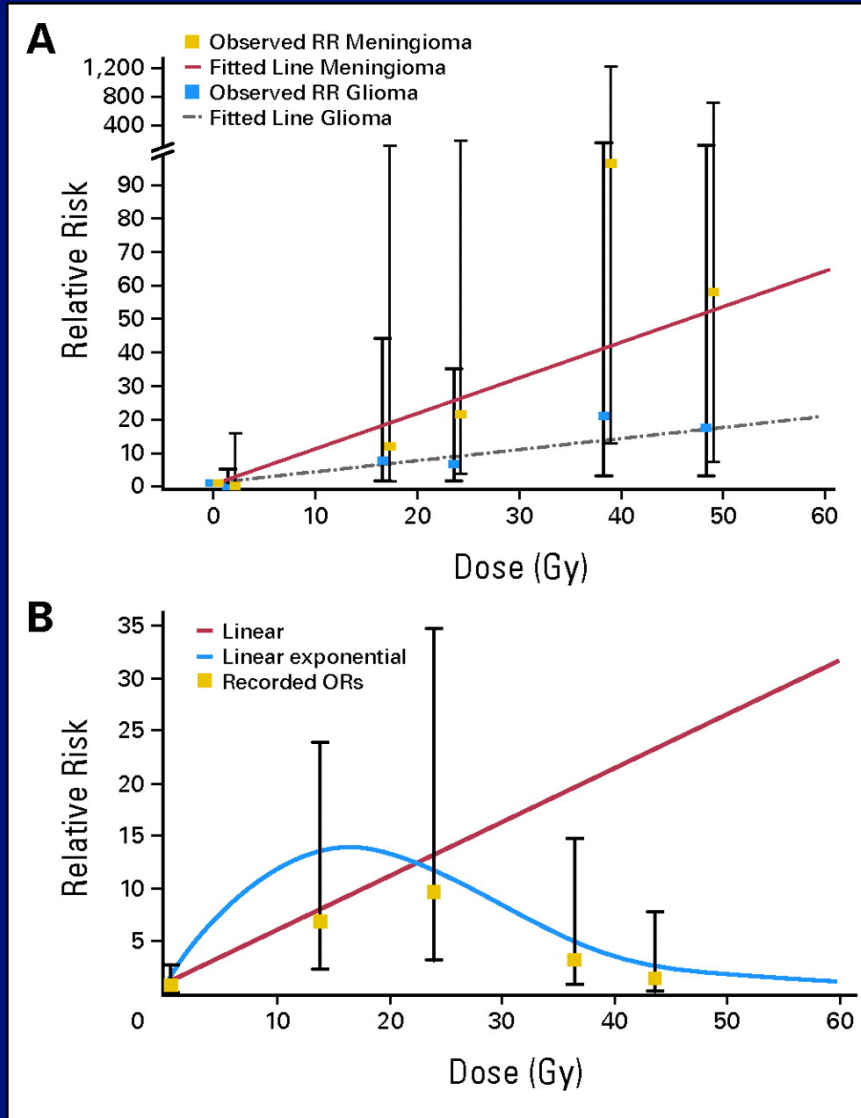 A
Observed RR Meningioma
Fitted Line Meningioma
Observed RR Glioma
Fitted Line Glioma
1,200
800
400
90
80
70
60
50
40
30
20
10
0
Relative Risk
0 10 20 30 40 50 60
Dose (Gy)
B
Linear
Linear exponential
Recorded ORs
35
30
25
20
15
10
5
Relative Risk
0 10 20 30 40 50 60
Dose (Gy)